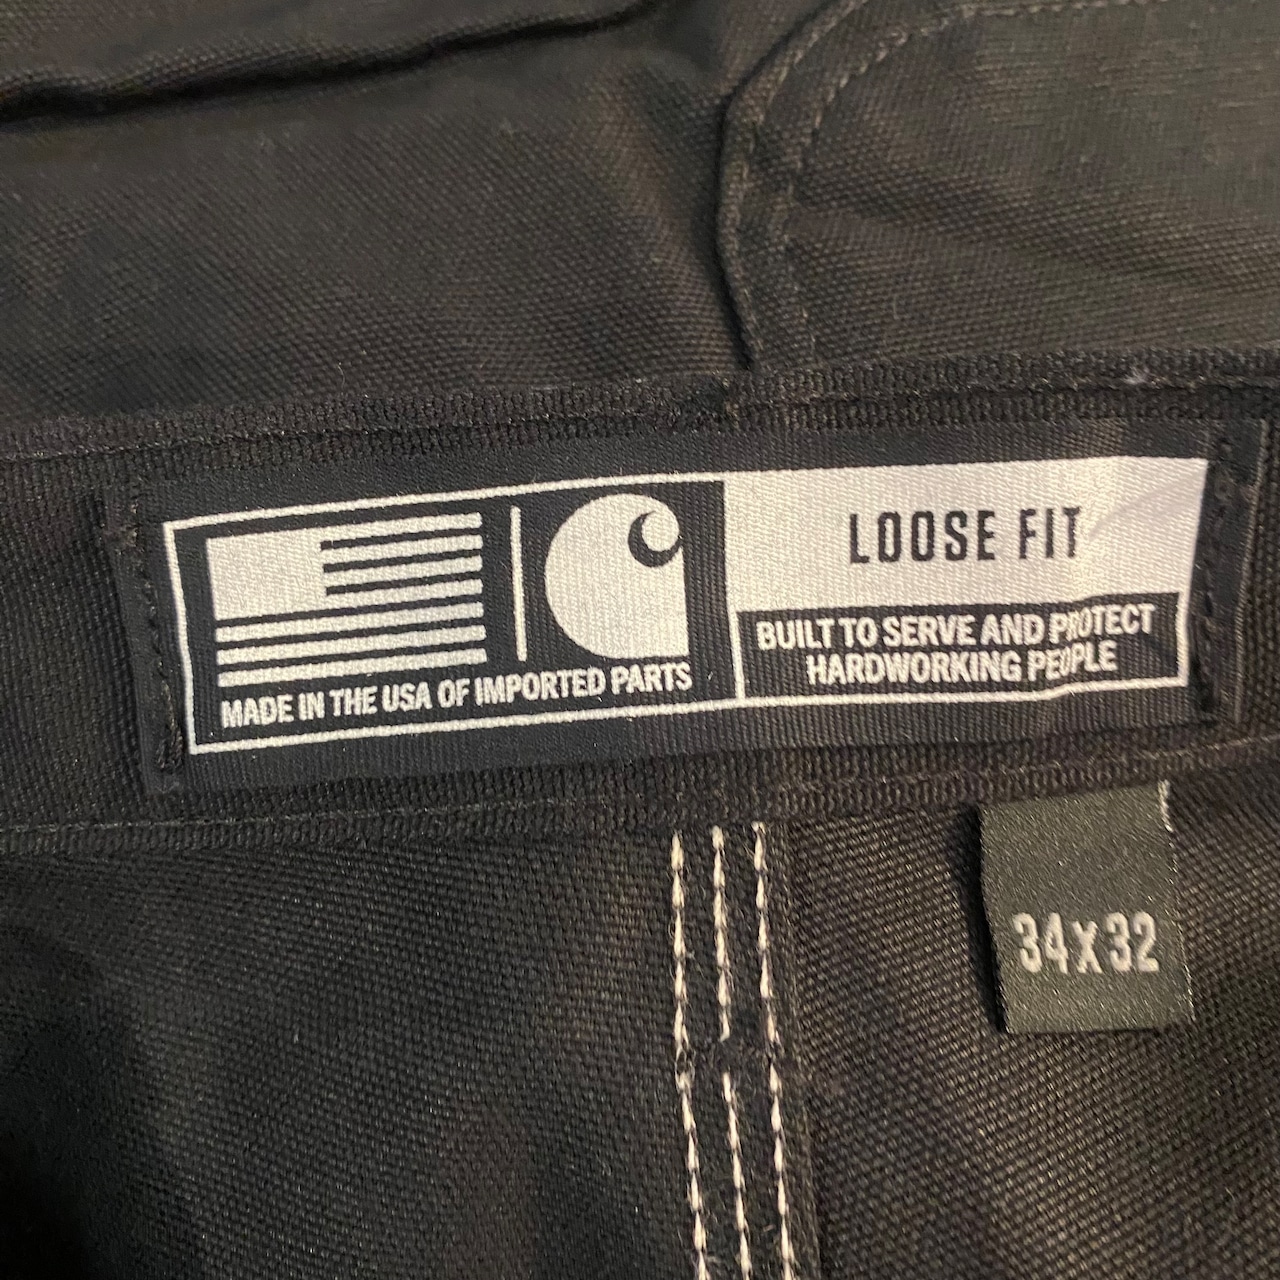 LOOSE FIT
BUILT TO SERVE AND PROTECT
HARDWORKING PEOPLE
MADE IN THE USA OF IMPORTED PARTS
34X32